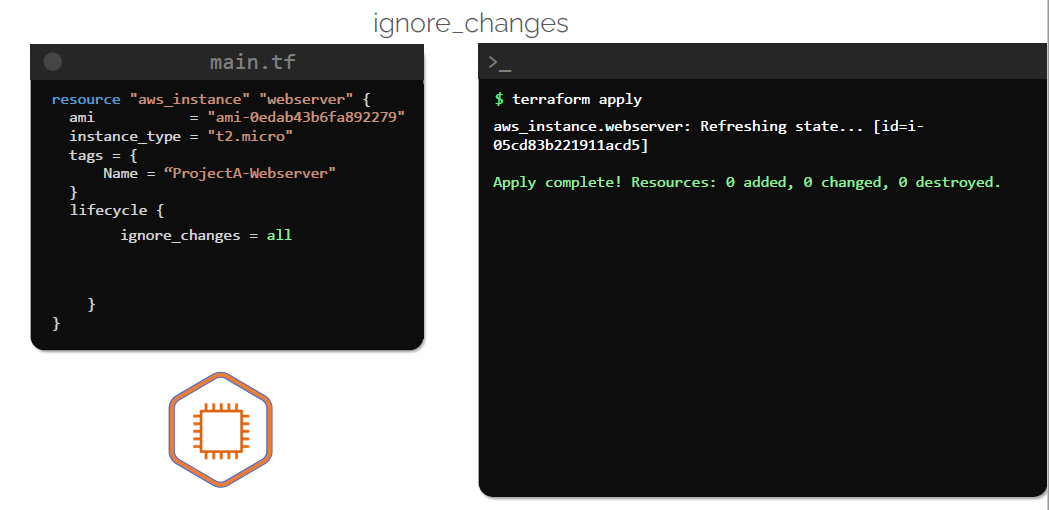 ignore_changes
main.tf
resource "aws_instance" "webserver" {
  ami           = "ami-0edab43b6fa892279"
  instance_type = "t2.micro"
  tags = {
      Name = “ProjectA-Webserver"
  }
  lifecycle {
        ignore_changes = all
    }
}
>_
$ terraform apply
aws_instance.webserver: Refreshing state... [id=i-
05cd83b221911acd5]
Apply complete! Resources: 0 added, 0 changed, 0 destroyed.